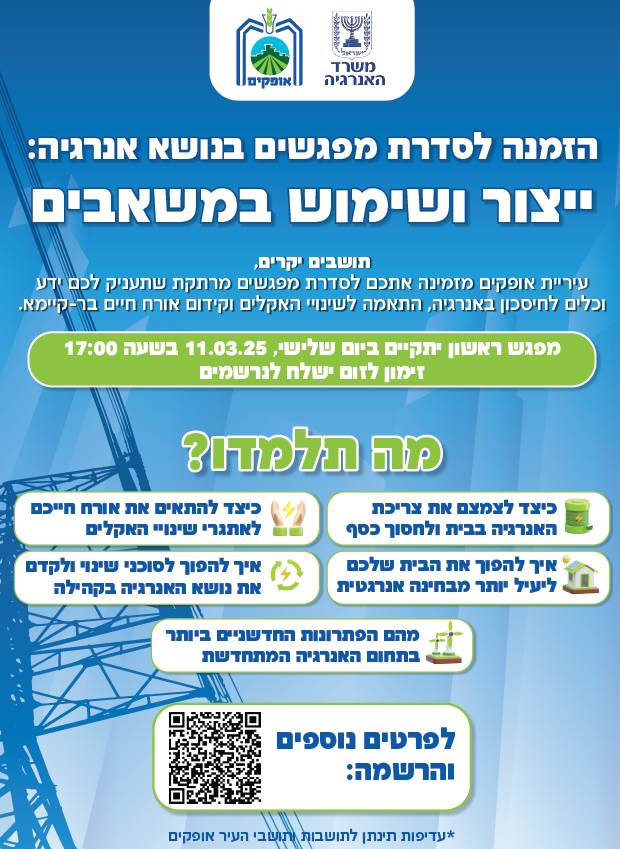 אופקים
ישראל
משרד
האנרגיה
הזמנה לסדרת מפגשים בנושא אנרגיה:
ייצור ושימוש במשאבים
תושבים יקרים,
עיריית אופקים מזמינה אתכם לסדרת מפגשים מרתקת שתעניק לכם ידע
וכלים לחיסכון באנרגיה, התאמה לשינויי האקלים וקידום אורח חיים בר-קיימא.
מפגש ראשון יתקיים ביום שלישי, 11.03.25 בשעה 17:00
זימון לזום ישלח לנרשמים
מה תלמדו?
כיצד לצמצם את צריכת
האנרגיה בבית ולחסוך כסף
כיצד להתאים את אורח חייכם
לאתגרי שינויי האקלים
איך להפוך את הבית שלכם
ליעיל יותר מבחינה אנרגטית
איך להפוך לסוכני שינוי ולקדם
את נושא האנרגיה בקהילה
מהם הפתרונות החדשניים ביותר
בתחום האנרגיה המתחדשת
לפרטים נוספים
והרשמה:
*עדיפות תינתן לתושבות ותושבי העיר אופקים